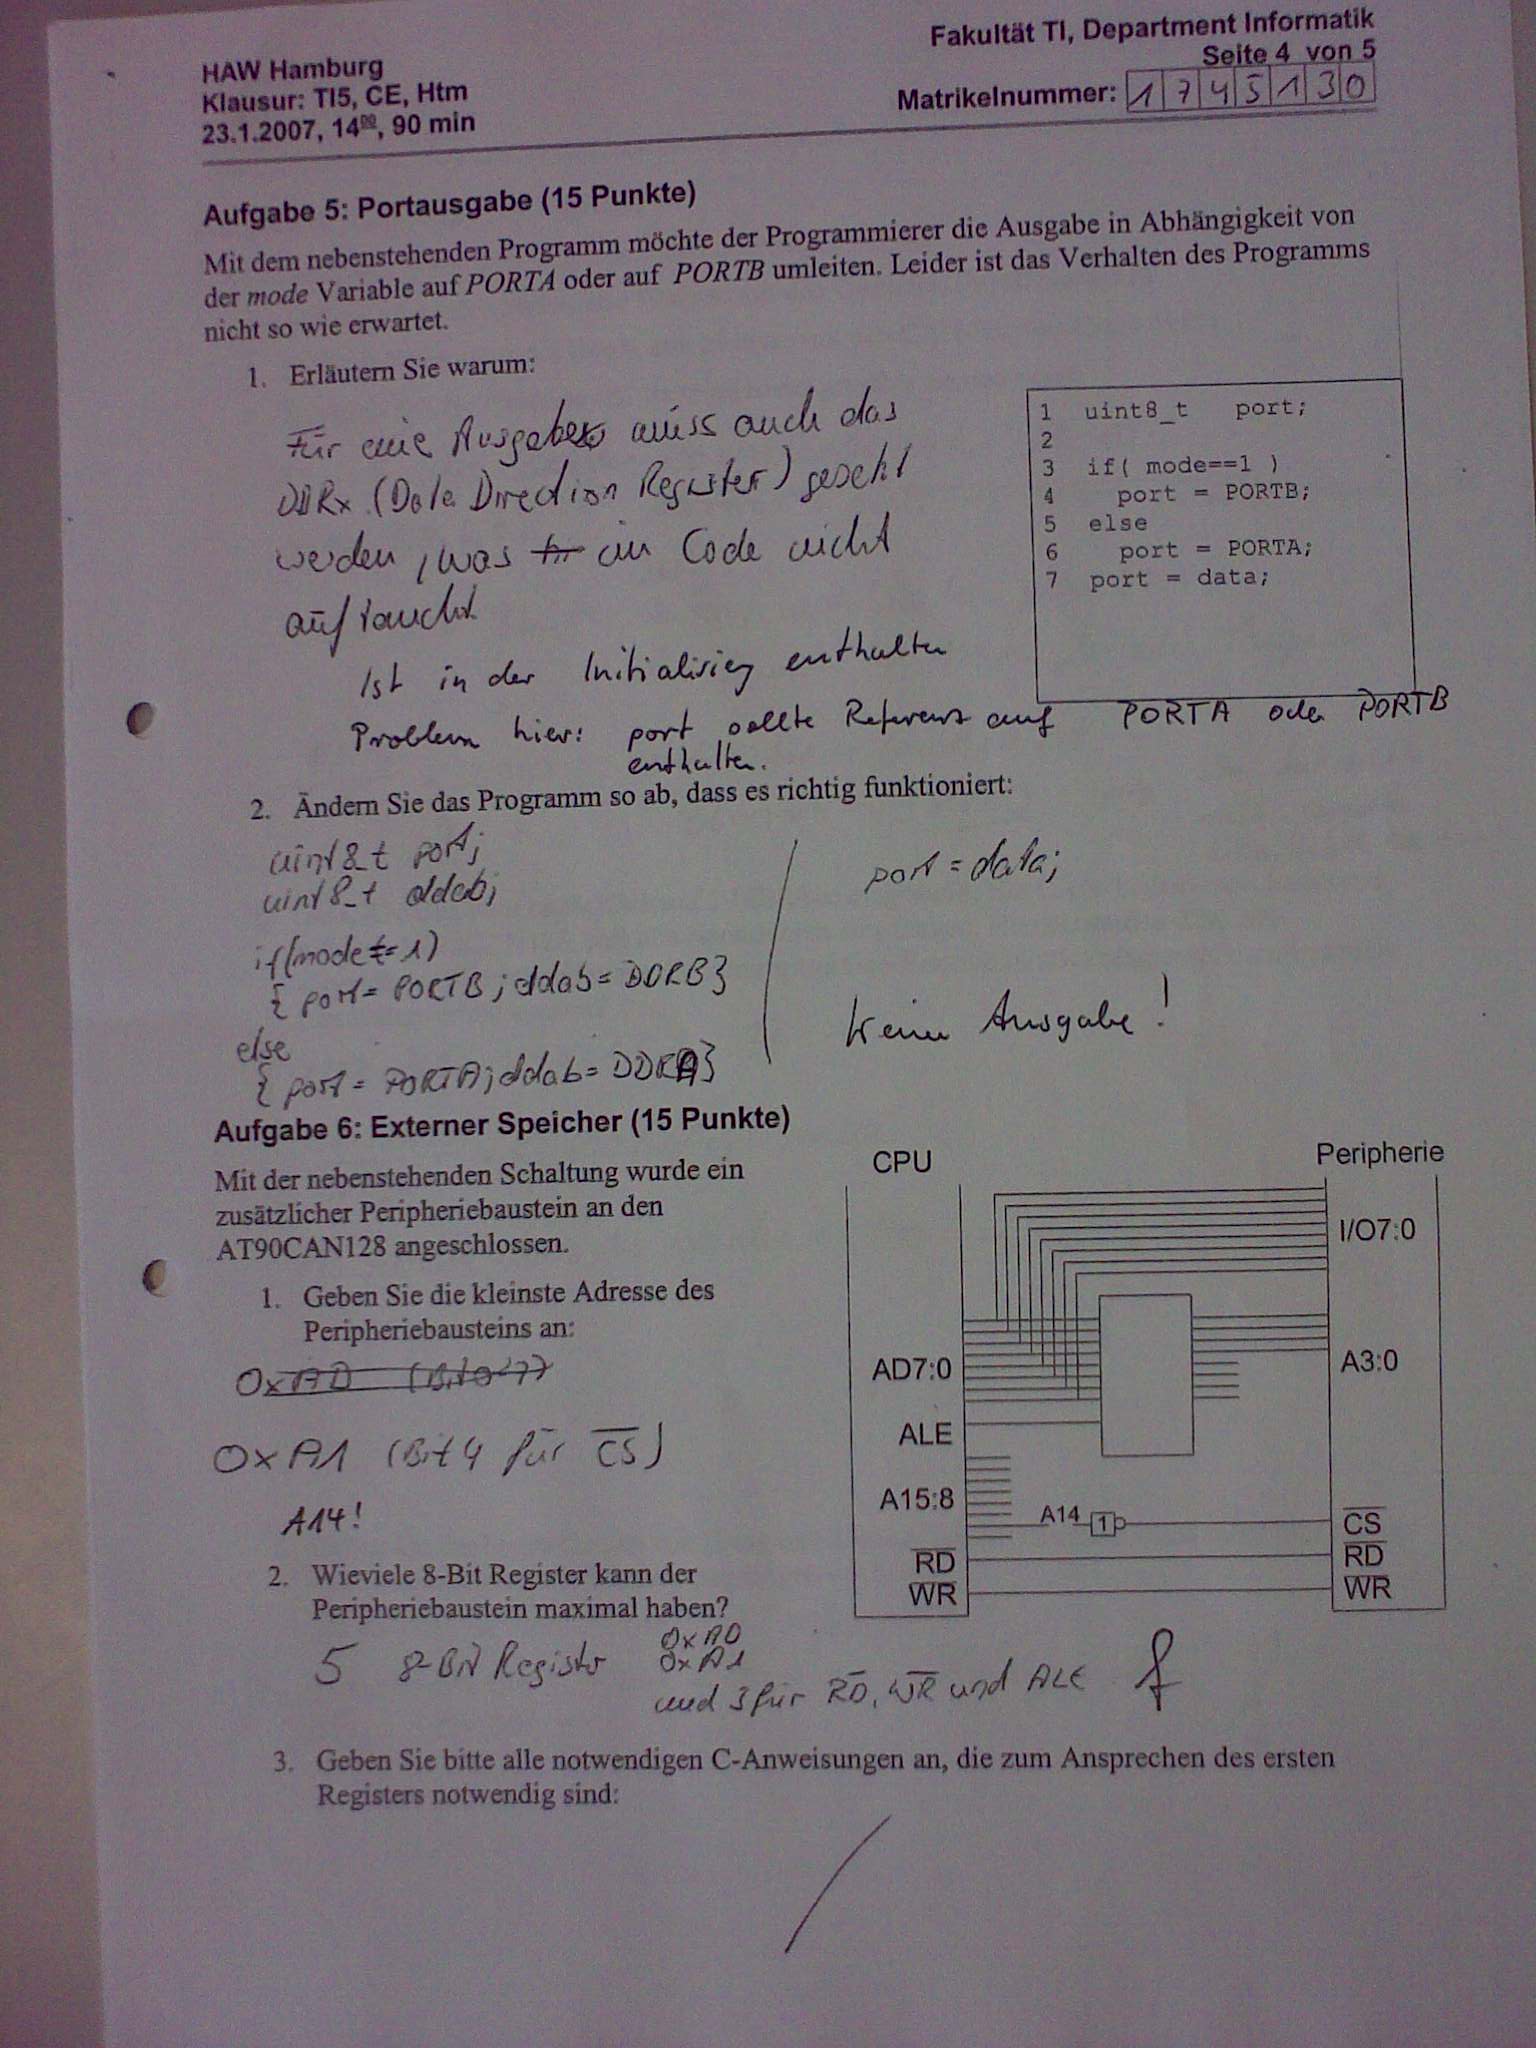 HAW Hamburg
Klausur: TI5, CE, Htm
23.1.2007, 14⁰⁰, 90 min
Fakultät TI, Department Informatik
Seite 4 von 5
Matrikelnummer: 1 7 4 5 1 3 0
Aufgabe 5: Portausgabe (15 Punkte)
Mit dem nebenstehenden Programm möchte der Programmierer die Ausgabe in Abhängigkeit von
der mode Variable auf PORTA oder auf PORTB umleiten. Leider ist das Verhalten des Programms
nicht so wie erwartet.
1. Erläutern Sie warum:
Für eine Ausgabe muss auch das
DDRx (Data Direction Register) gesetzt
werden, was im Code nicht
auftaucht
Ist in der Initialisierg enthalten
Problem hier: port sollte Referenz auf PORTA oder PORTB
enthalten.
1 uint8_t port;
2
3 if( mode==1 )
4 port = PORTB;
5 else
6 port = PORTA;
7 port = data;
2. Ändern Sie das Programm so ab, dass es richtig funktioniert:
uint8_t port;
uint8_t ddab;
if(mode==1)
{ port = PORTB; ddab = DDRB}
else
{ port = PORTA; ddab = DDRA}
port = data;
keine Ausgabe!
Aufgabe 6: Externer Speicher (15 Punkte)
Mit der nebenstehenden Schaltung wurde ein
zusätzlicher Peripheriebaustein an den
AT90CAN128 angeschlossen.
1. Geben Sie die kleinste Adresse des
Peripheriebausteins an:
0xA0 (Bit 0-7)
0xA1 (Bit 4 für CS)
A14!
CPU
Peripherie
I/O7:0
AD7:0
A3:0
ALE
A15:8
A14
1
CS
RD
RD
WR
WR
2. Wieviele 8-Bit Register kann der
Peripheriebaustein maximal haben?
5 8-Bit Register
0xA0
0xA1
und 3 für RD, WR und ALE f
3. Geben Sie bitte alle notwendigen C-Anweisungen an, die zum Ansprechen des ersten
Registers notwendig sind: